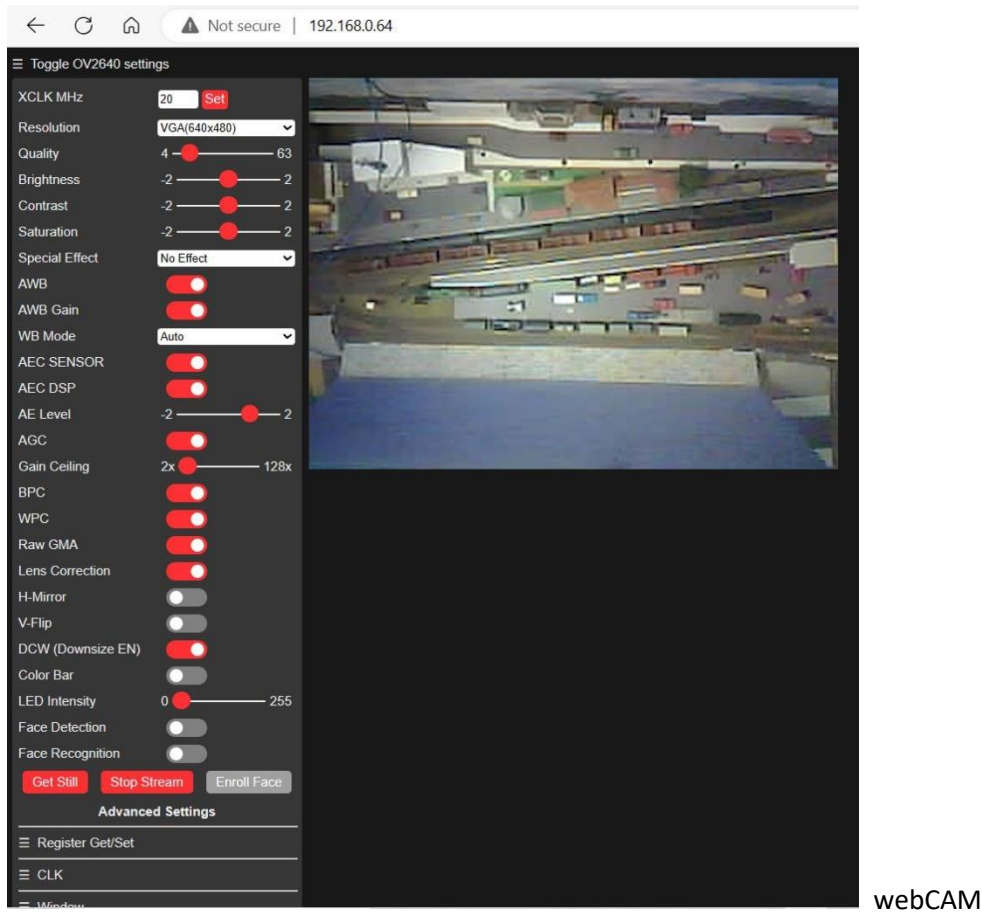 Not secure | 192.168.0.64
☰ Toggle OV2640 settings
XCLK MHz 20 Set
Resolution VGA(640x480)
Quality 4 63
Brightness -2 2
Contrast -2 2
Saturation -2 2
Special Effect No Effect
AWB
AWB Gain
WB Mode Auto
AEC SENSOR
AEC DSP
AE Level -2 2
AGC
Gain Ceiling 2x 128x
BPC
WPC
Raw GMA
Lens Correction
H-Mirror
V-Flip
DCW (Downsize EN)
Color Bar
LED Intensity 0 255
Face Detection
Face Recognition
Get Still Stop Stream Enroll Face
Advanced Settings
☰ Register Get/Set
☰ CLK
☰ Window
webCAM